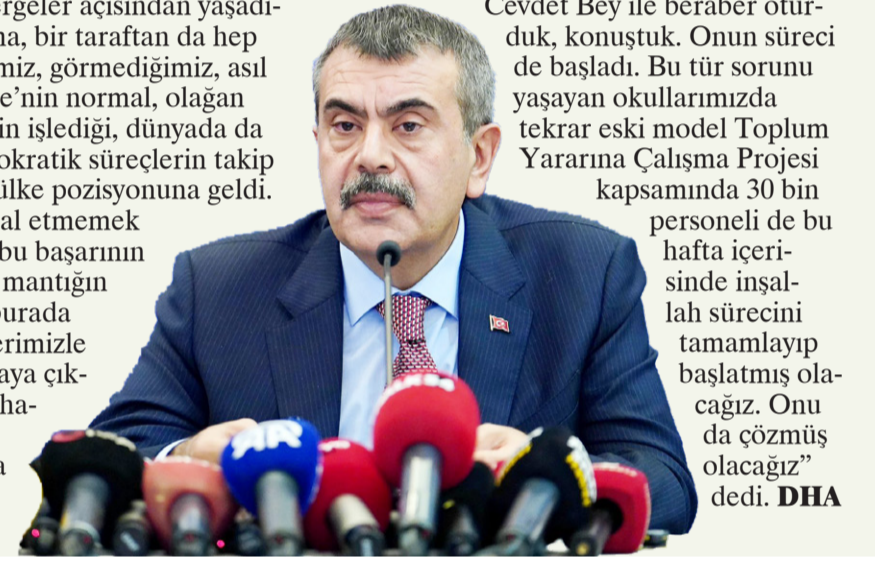 ergeler açısından yaşadı-
na, bir taraftan da hep
miz, görmediğimiz, asıl
e’nin normal, olağan
in işlediği, dünyada da
okratik süreçlerin takip
ülke pozisyonuna geldi.
al etmemek
bu başarının
mantığın
burada
erimizle
aya çık-
ha-
a
Cevdet Bey ile beraber otur-
duk, konuştuk. Onun süreci
de başladı. Bu tür sorunu
yaşayan okullarımızda
tekrar eski model Toplum
Yararına Çalışma Projesi
kapsamında 30 bin
personeli de bu
hafta içeri-
sinde inşal-
lah sürecini
tamamlayıp
başlatmış ola-
cağız. Onu
da çözmüş
olacağız”
dedi. DHA
AA